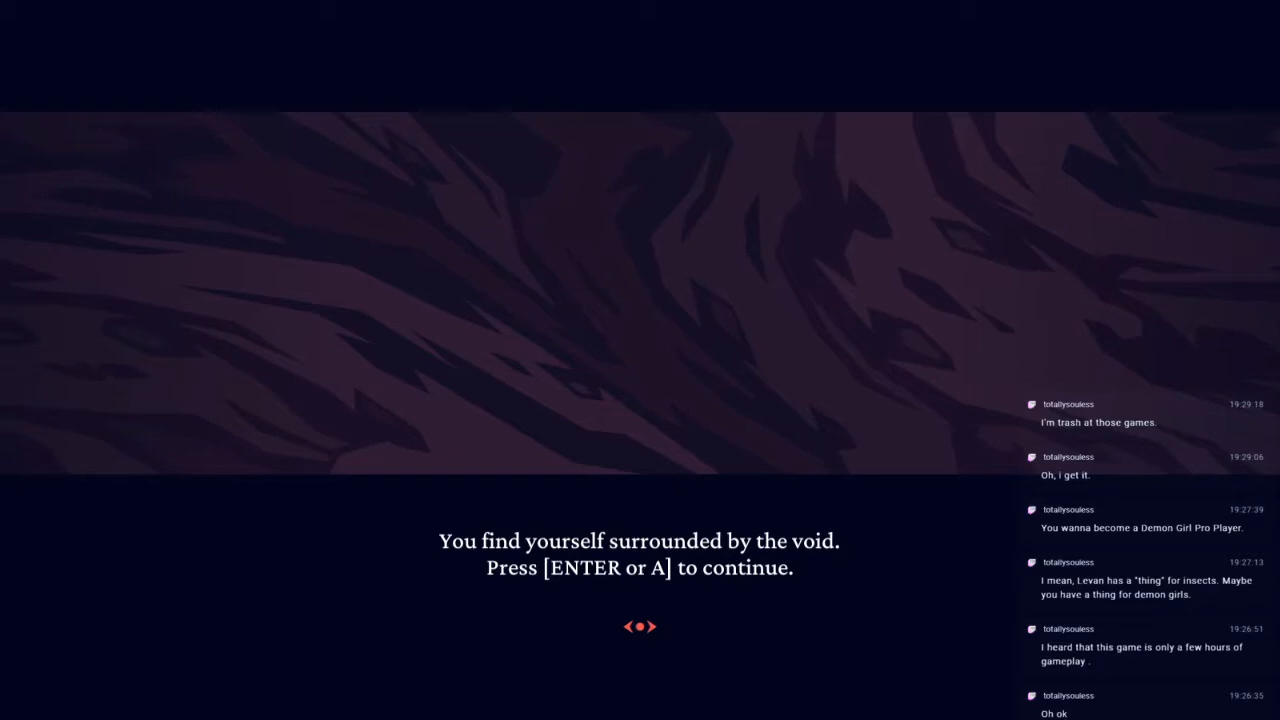 You find yourself surrounded by the void.
Press [ENTER or A] to continue.
totallysouless 19:29:18
I'm trash at those games.
totallysouless 19:29:06
Oh, i get it.
totallysouless 19:27:39
You wanna become a Demon Girl Pro Player.
totallysouless 19:27:13
I mean, Levan has a "thing" for insects. Maybe
you have a thing for demon girls.
totallysouless 19:26:51
I heard that this game is only a few hours of
gameplay .
totallysouless 19:26:35
Oh ok